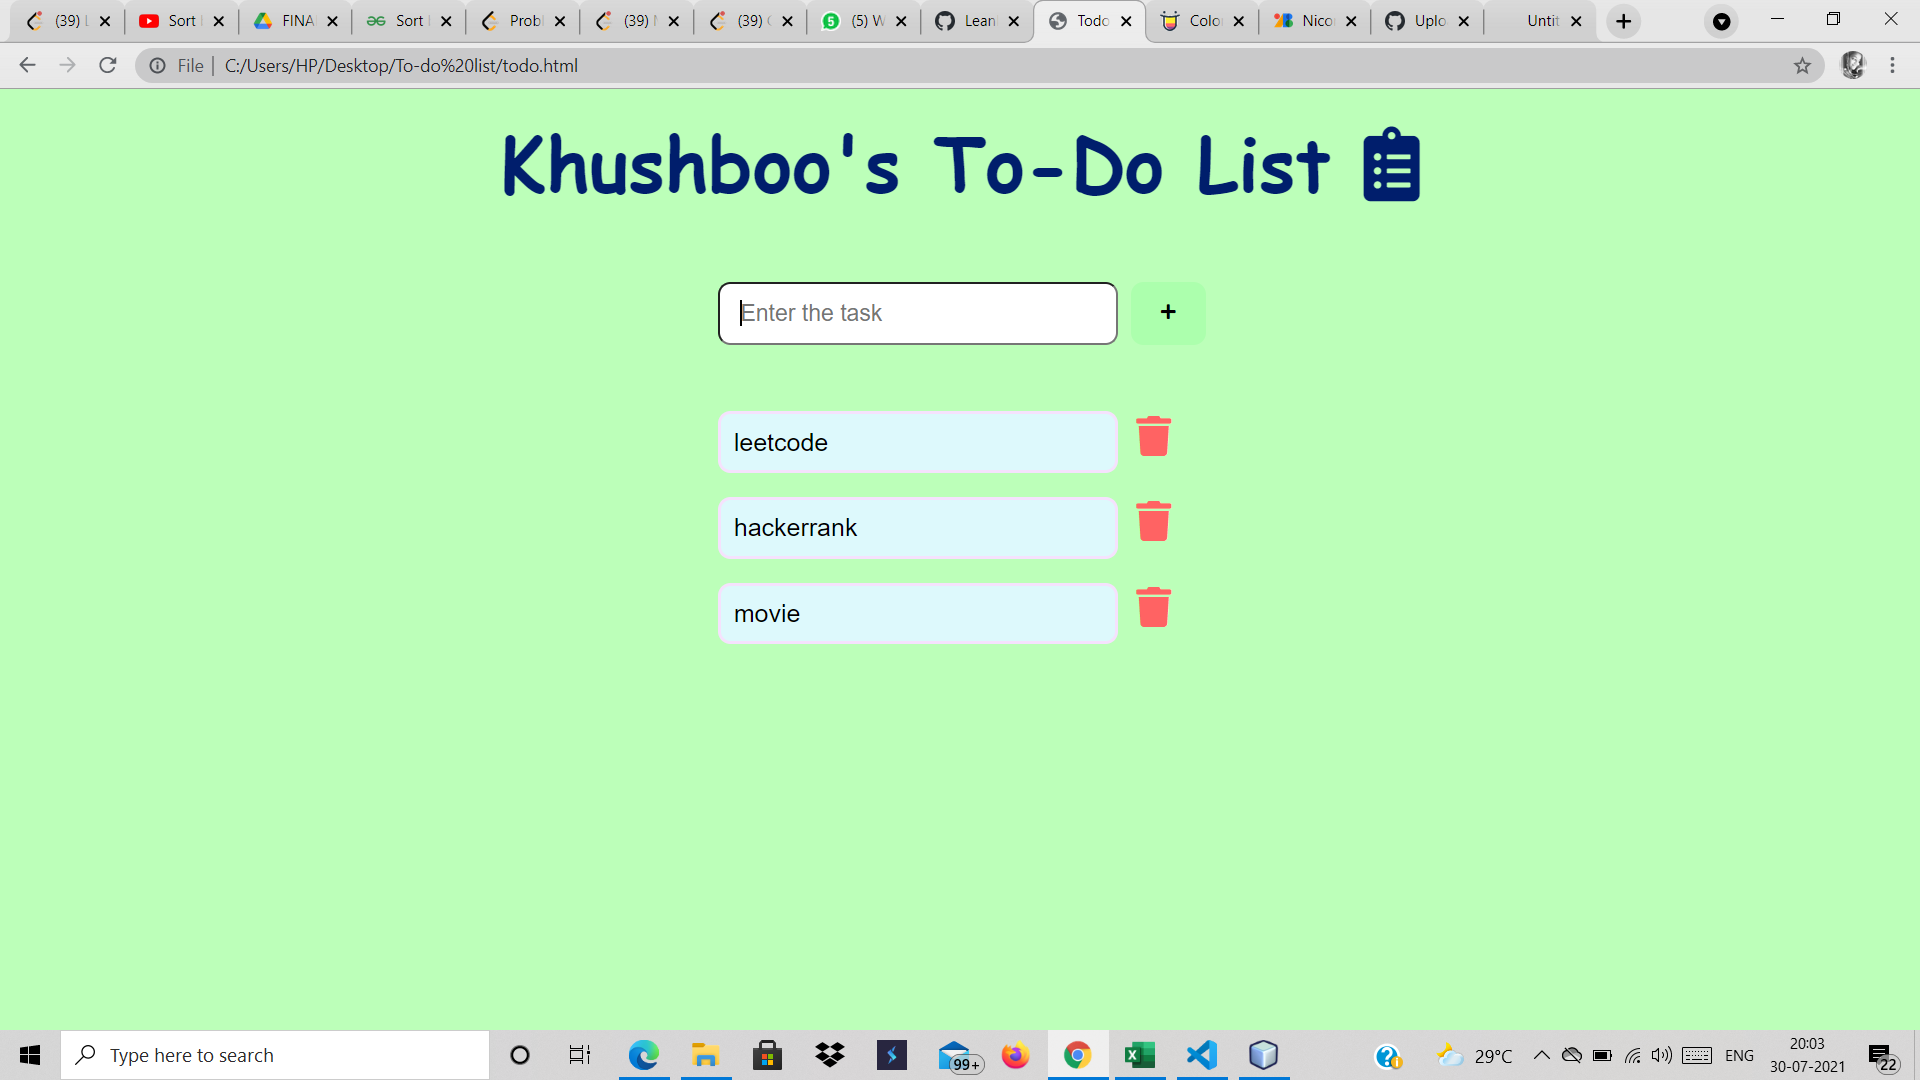 (39) L
Sort
FINA
Sort
Prob
(39)
(39)
(5) W
Lean
Todo
Colo
Nico
Uplo
Untit
File | C:/Users/HP/Desktop/To-do%20list/todo.html
Khushboo's To-Do List
Enter the task
+
leetcode
hackerrank
movie
Type here to search
99+
29°C
ENG
20:03
30-07-2021
22